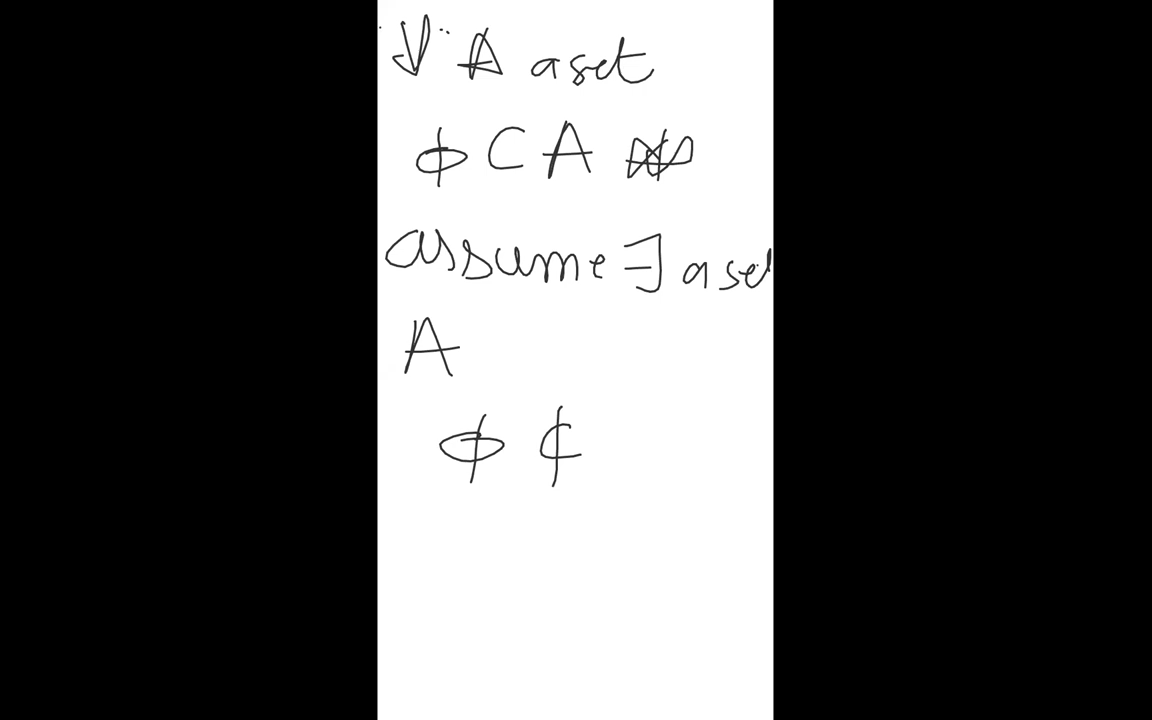 ∀ A a set
ϕ ⊂ A
assume ∃ a set
A
ϕ ⊄